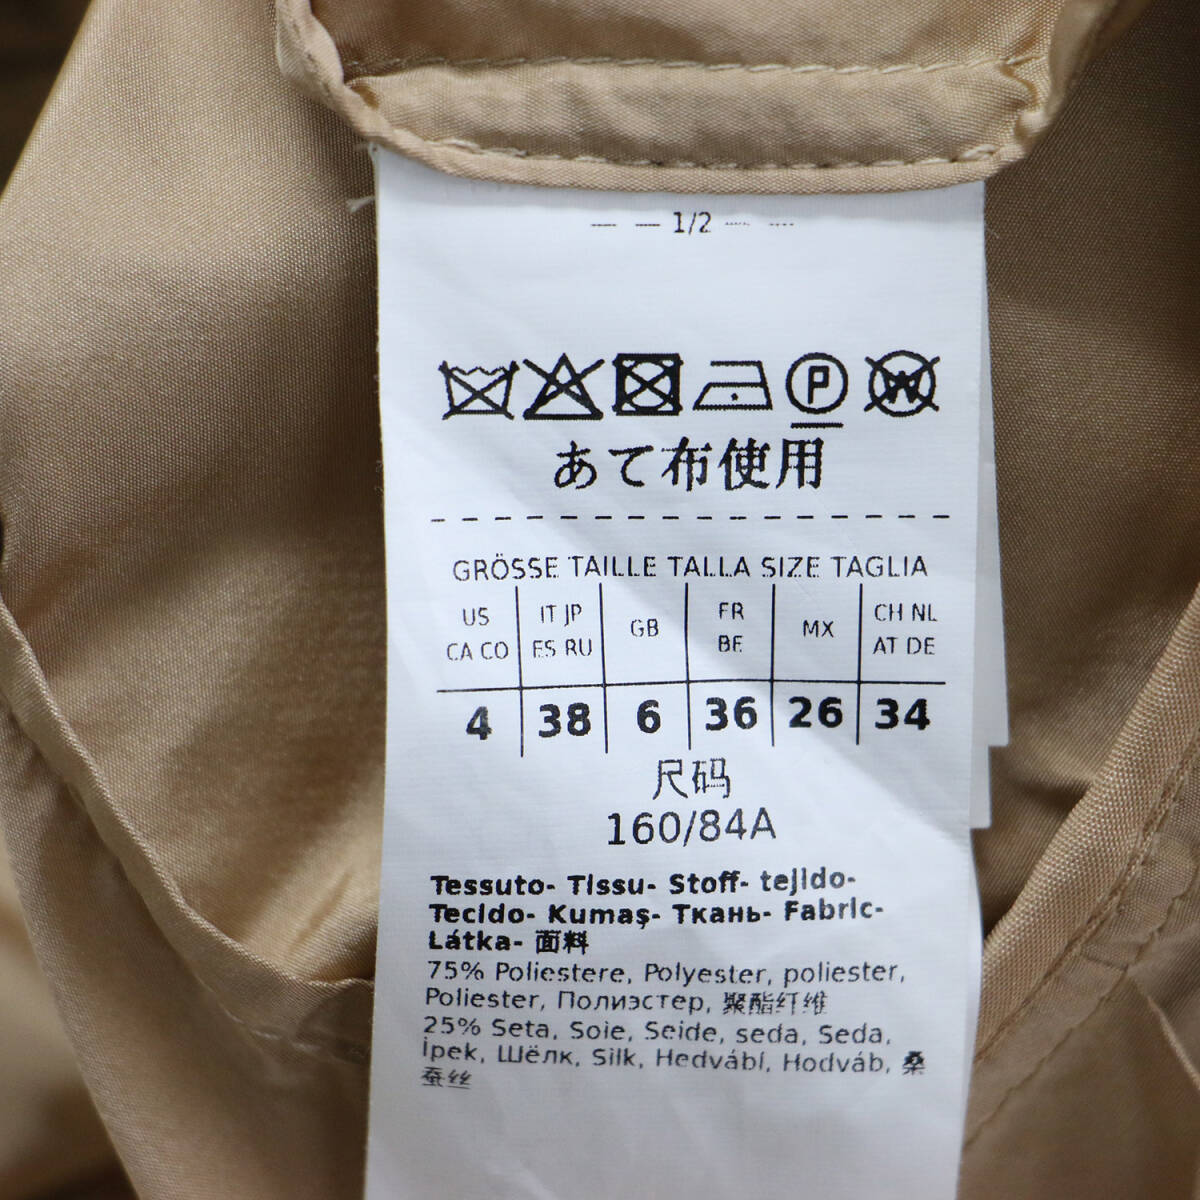 1/2
P W
あて布使用
GRÖSSE TAILLE TALLA SIZE TAGLIA
US IT JP GB FR MX CH NL
CA CO ES RU BE AT DE
4 38 6 36 26 34
尺码
160/84A
Tessuto- Tissu- Stoff- tejido-
Tecido- Kumaş- Ткань- Fabric-
Látka- 面料
75% Poliestere, Polyester, poliester,
Poliester, Полиэстер, 聚酯纤维
25% Seta, Soie, Seide, seda, Seda,
İpek, Шёлк, Silk, Hedvábí, Hodváb, 桑
蚕丝